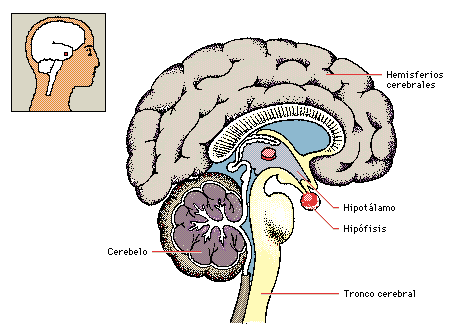 Hemisferios
cerebrales
Hipotálamo
Hipófisis
Cerebelo
Tronco cerebral